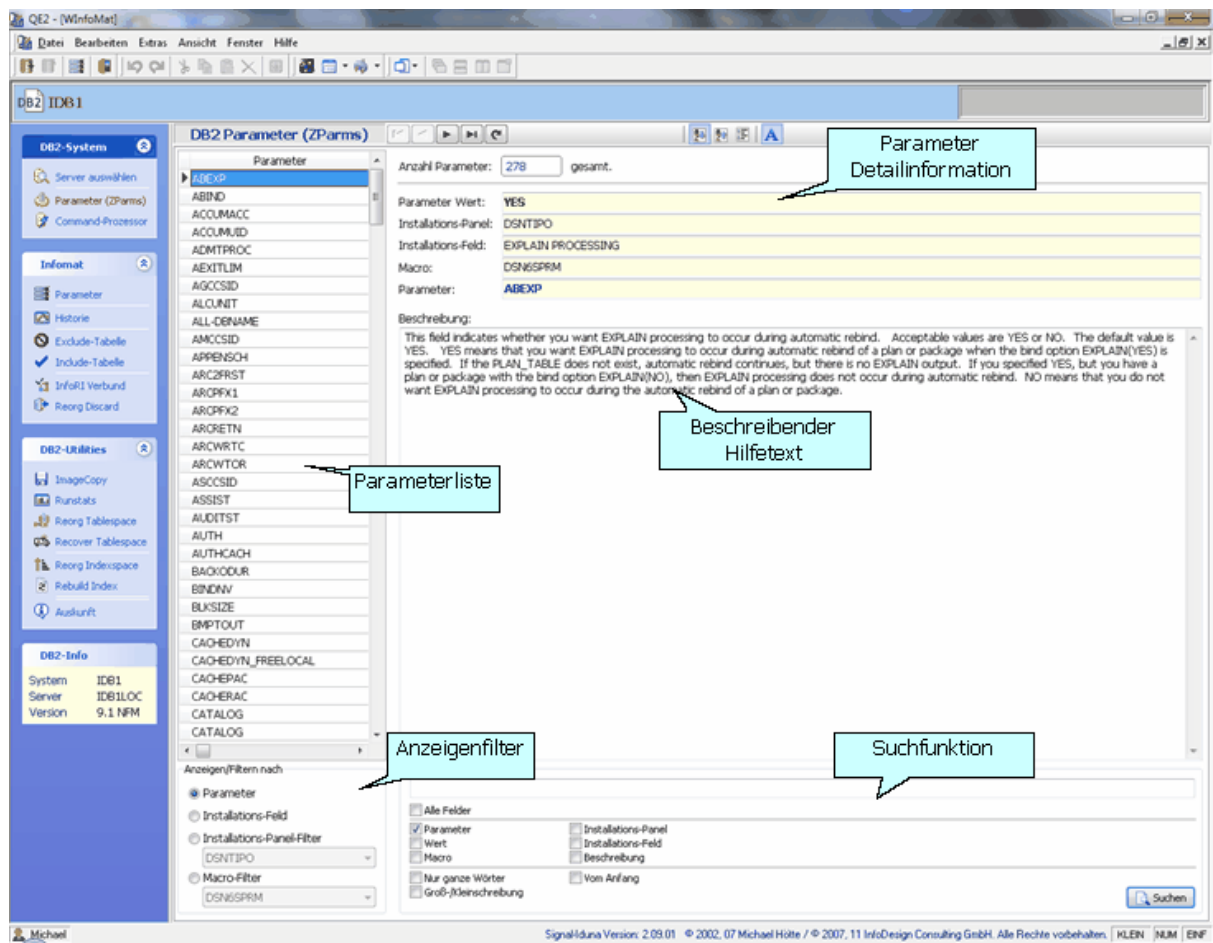 QE2 - [WInfoMat]
Datei Bearbeiten Extras Ansicht Fenster Hilfe
DB2 IDB1
DB2-System
Server auswählen
Parameter (ZParms)
Command-Prozessor
Infomat
Parameter
Historie
Exclude-Tabelle
Include-Tabelle
InfoRI Verbund
Reorg Discard
DB2-Utilities
ImageCopy
Runstats
Reorg Tablespace
Recover Tablespace
Reorg Indexspace
Rebuild Index
Auskunft
DB2-Info
System IDB1
Server IDB1LOC
Version 9.1 NFM
DB2 Parameter (ZParms)
Parameter
ABEXP
ABIND
ACCUMACC
ACCUMUID
ADMTPROC
AEXITLIM
AGCCSID
ALCUNIT
ALL-DBNAME
AMCCSID
APPENSCH
ARC2FRST
ARCPFX1
ARCPFX2
ARCRETN
ARCWRTC
ARCWTOR
ASCCSID
ASSIST
AUDITST
AUTH
AUTHCACH
BACKODUR
BINDNV
BLKSIZE
BMPTOUT
CACHEDYN
CACHEDYN_FREELOCAL
CACHEPAC
CACHERAC
CATALOG
CATALOG
Parameterliste
A
Parameter
Detailinformation
Anzahl Parameter: 278 gesamt.
Parameter Wert: YES
Installations-Panel: DSNTIPO
Installations-Feld: EXPLAIN PROCESSING
Macro: DSN6SPRM
Parameter: ABEXP
Beschreibung:
This field indicates whether you want EXPLAIN processing to occur during automatic rebind. Acceptable values are YES or NO. The default value is
YES. YES means that you want EXPLAIN processing to occur during automatic rebind of a plan or package when the bind option EXPLAIN(YES) is
specified. If the PLAN_TABLE does not exist, automatic rebind continues, but there is no EXPLAIN output. If you specified YES, but you have a
plan or package with the bind option EXPLAIN(NO), then EXPLAIN processing does not occur during automatic rebind. NO means that you do not
want EXPLAIN processing to occur during the automatic rebind of a plan or package.
Beschreibender
Hilfetext
Anzeigenfilter
Suchfunktion
Anzeigen/Filtern nach
Parameter
Installations-Feld
Installations-Panel-Filter
DSNTIPO
Macro-Filter
DSN6SPRM
Alle Felder
Parameter Installations-Panel
Wert Installations-Feld
Macro Beschreibung
Nur ganze Wörter Vom Anfang
Groß-/Kleinschreibung
Suchen
Michael
Signal-Iduna Version: 2.09.01 © 2002, 07 Michael Hötte / © 2007, 11 InfoDesign Consulting GmbH. Alle Rechte vorbehalten. KLEIN NUM EINF